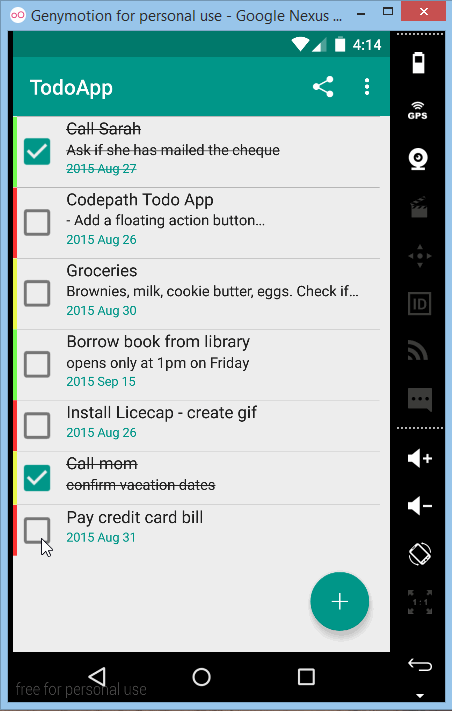 Genymotion for personal use - Google Nexus ...
4:14
TodoApp
Call Sarah
Ask if she has mailed the cheque
2015 Aug 27
Codepath Todo App
- Add a floating action button...
2015 Aug 26
Groceries
Brownies, milk, cookie butter, eggs. Check if...
2015 Aug 30
Borrow book from library
opens only at 1pm on Friday
2015 Sep 15
Install Licecap - create gif
2015 Aug 26
Call mom
confirm vacation dates
Pay credit card bill
2015 Aug 31
free for personal use
GPS
ID
1:1